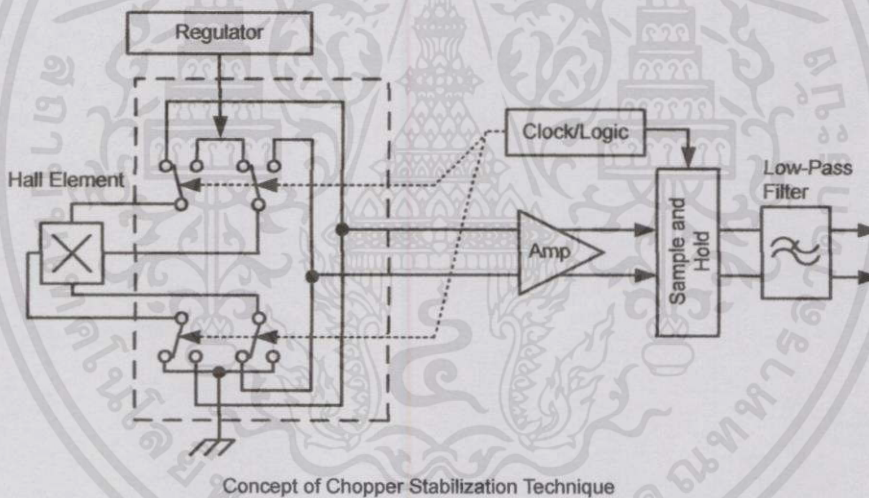 Regulator
Clock/Logic
Hall Element
Low-Pass
Filter
Amp
Sample and
Hold
Concept of Chopper Stabilization Technique